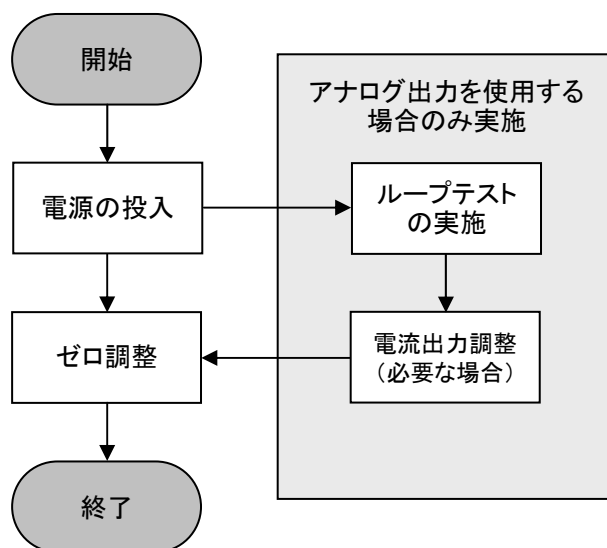 開始
電源の投入
ゼロ調整
終了
アナログ出力を使用する
場合のみ実施
ループテスト
の実施
電流出力調整
（必要な場合）